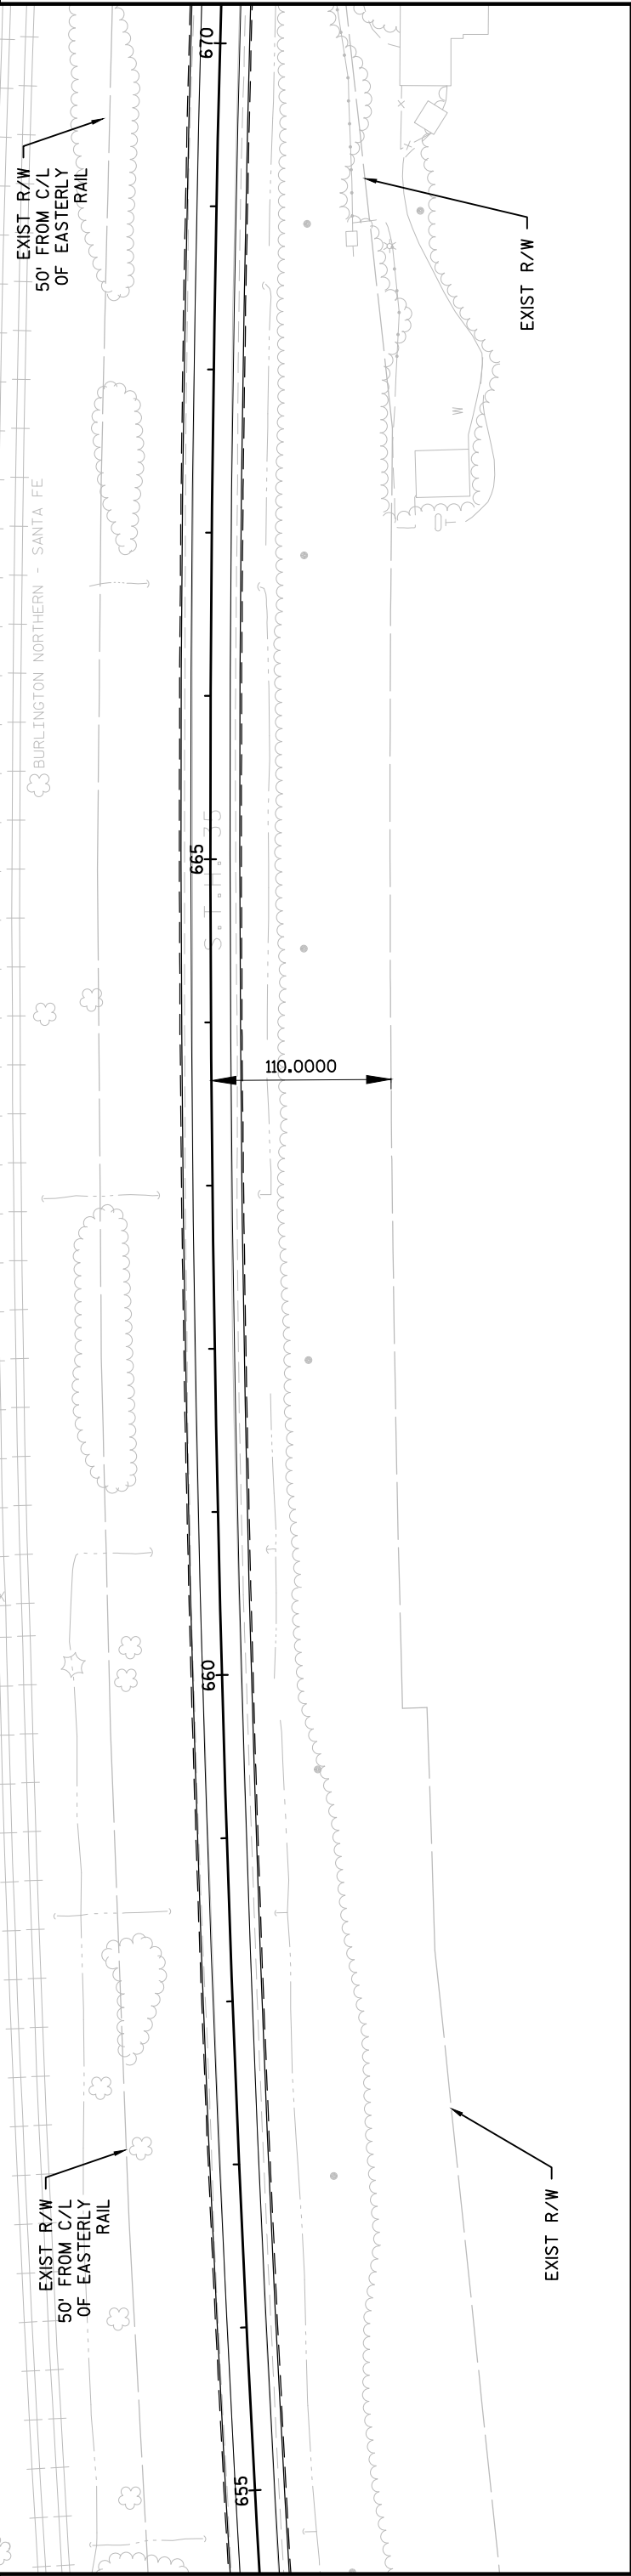 670
EXIST R/W
50' FROM C/L
OF EASTERLY
RAIL
EXIST R/W
W
BURLINGTON NORTHERN - SANTA FE
665
S.T.H. 35
110.0000
660
EXIST R/W
50' FROM C/L
OF EASTERLY
RAIL
EXIST R/W
655